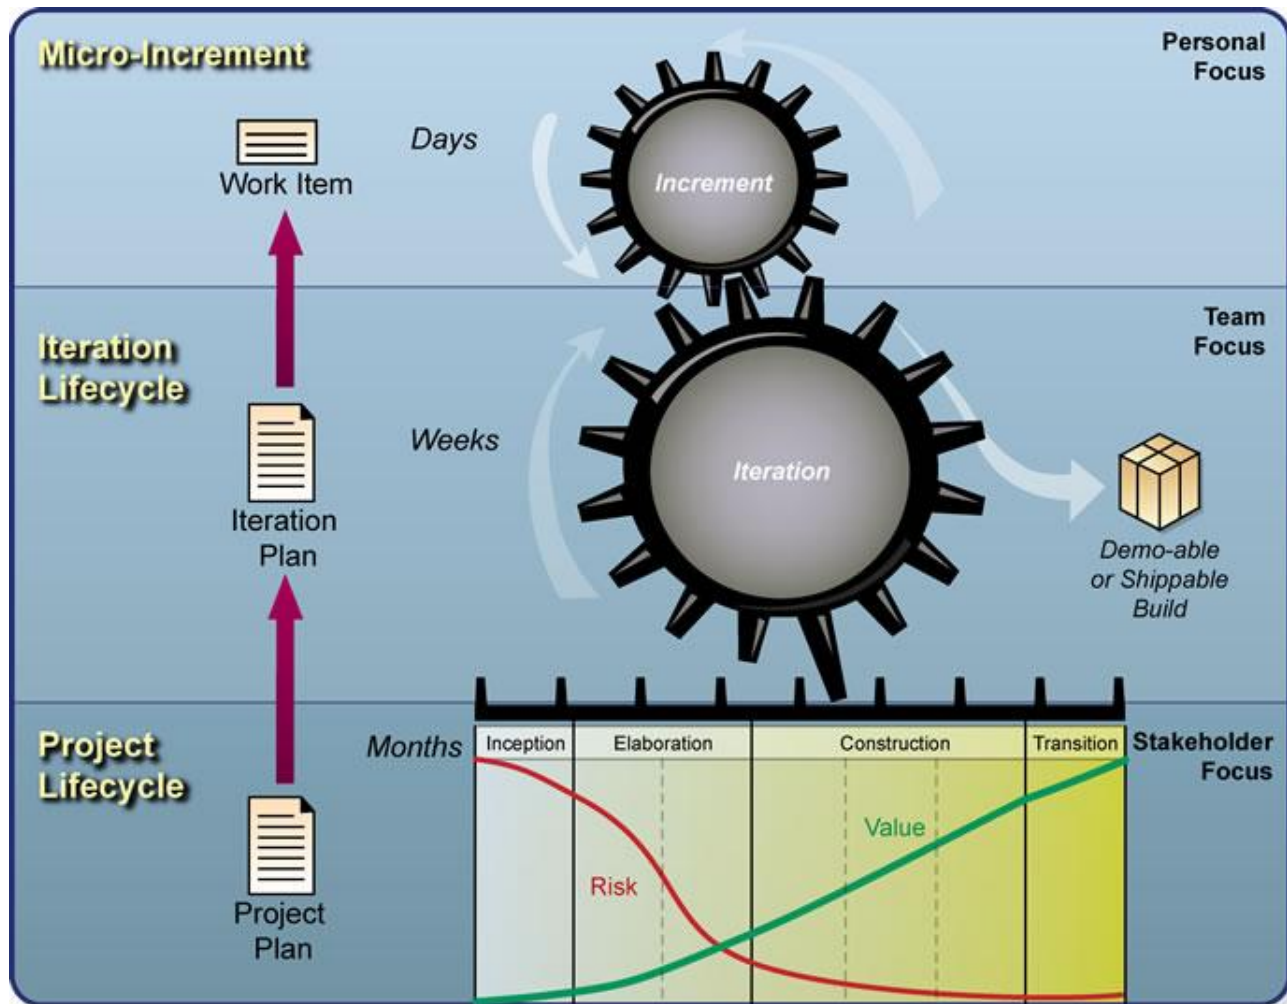 Micro-Increment
Personal
Focus
Days
Work Item
Increment
Iteration
Lifecycle
Team
Focus
Weeks
Iteration
Plan
Iteration
Demo-able
or Shippable
Build
Project
Lifecycle
Months
Inception
Elaboration
Construction
Transition
Stakeholder
Focus
Value
Risk
Project
Plan